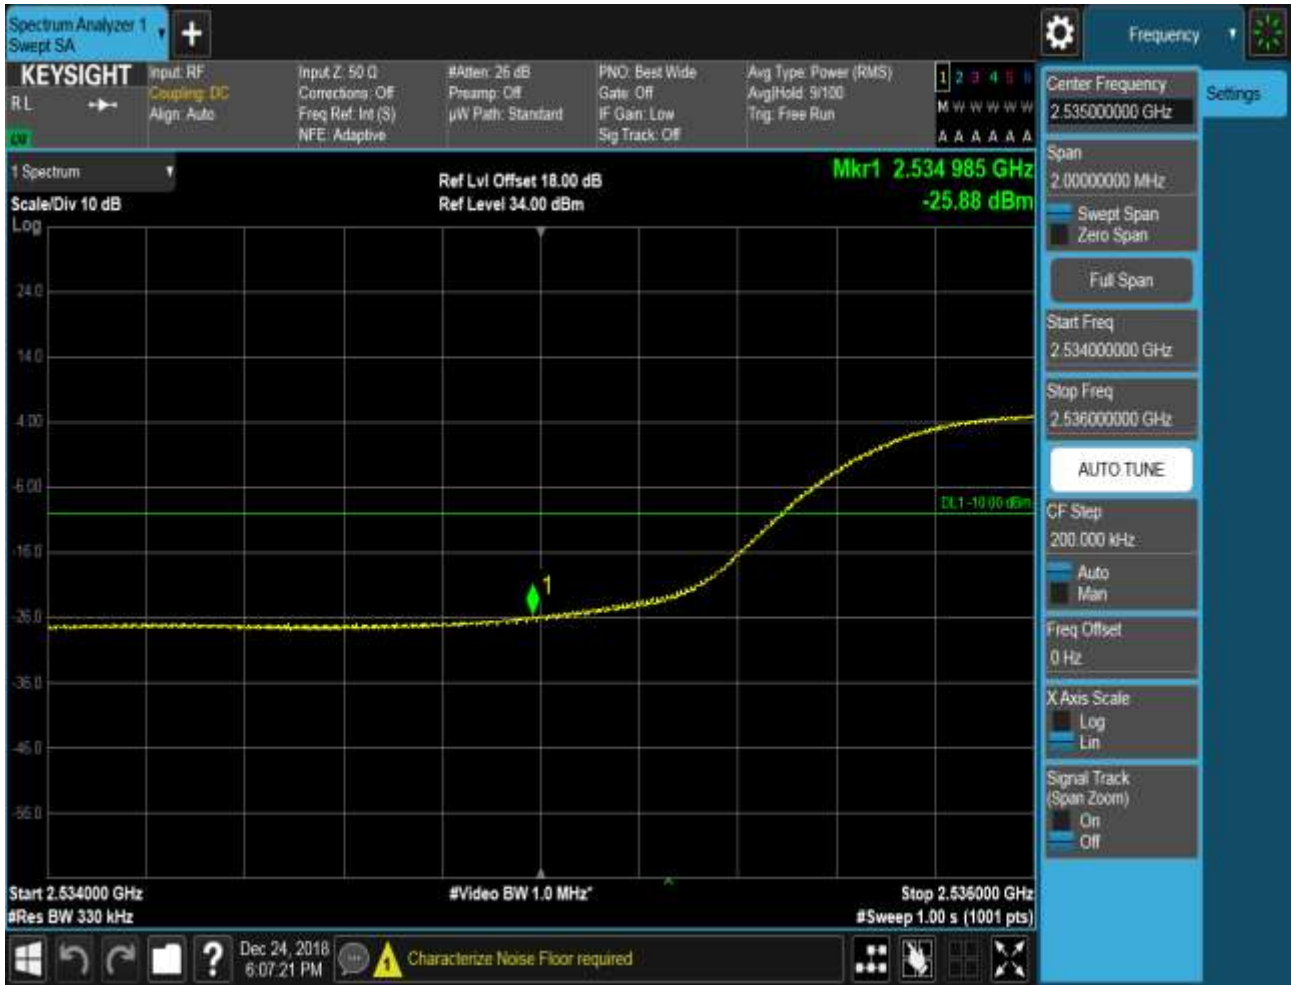 Spectrum Analyzer 1
Swept SA
+
Frequency
KEYSIGHT
RL
Input: RF
Coupling: DC
Align: Auto
Input Z: 50 Ω
Corrections: Off
Freq Ref: Int (S)
NFE: Adaptive
#Atten: 26 dB
Preamp: Off
µW Path: Standard
PNO: Best Wide
Gate: Off
IF Gain: Low
Sig Track: Off
Avg Type: Power (RMS)
Avg|Hold: 9/100
Trig: Free Run
1 2 3 4 5 6
M W W W W W
A A A A A A
1 Spectrum
Scale/Div 10 dB
Log
Ref Lvl Offset 18.00 dB
Ref Level 34.00 dBm
Mkr1 2.534 985 GHz
-25.88 dBm
24.0
14.0
4.00
-6.00
DL1 -10.00 dBm
-16.0
1
-26.0
-36.0
-46.0
-56.0
Start 2.534000 GHz
#Res BW 330 kHz
#Video BW 1.0 MHz*
Stop 2.536000 GHz
#Sweep 1.00 s (1001 pts)
Center Frequency
2.535000000 GHz
Settings
Span
2.00000000 MHz
Swept Span
Zero Span
Full Span
Start Freq
2.534000000 GHz
Stop Freq
2.536000000 GHz
AUTO TUNE
CF Step
200.000 kHz
Auto
Man
Freq Offset
0 Hz
X Axis Scale
Log
Lin
Signal Track
(Span Zoom)
On
Off
?
Dec 24, 2018
6:07:21 PM
1
Characterize Noise Floor required